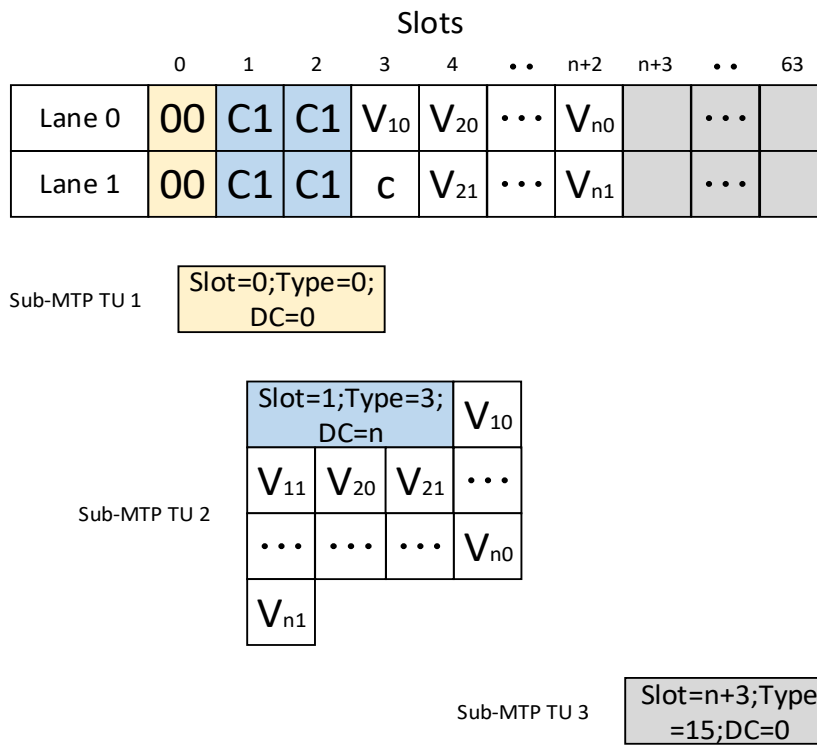 Slots
0 1 2 3 4 •• n+2 n+3 •• 63
Lane 0 00 C1 C1 V10 V20 ••• Vn0 •••
Lane 1 00 C1 C1 c V21 ••• Vn1 •••
Sub-MTP TU 1
Slot=0;Type=0;
DC=0
Slot=1;Type=3;
DC=n
V10
V11 V20 V21 •••
Sub-MTP TU 2
••• ••• ••• Vn0
Vn1
Sub-MTP TU 3
Slot=n+3;Type
=15;DC=0